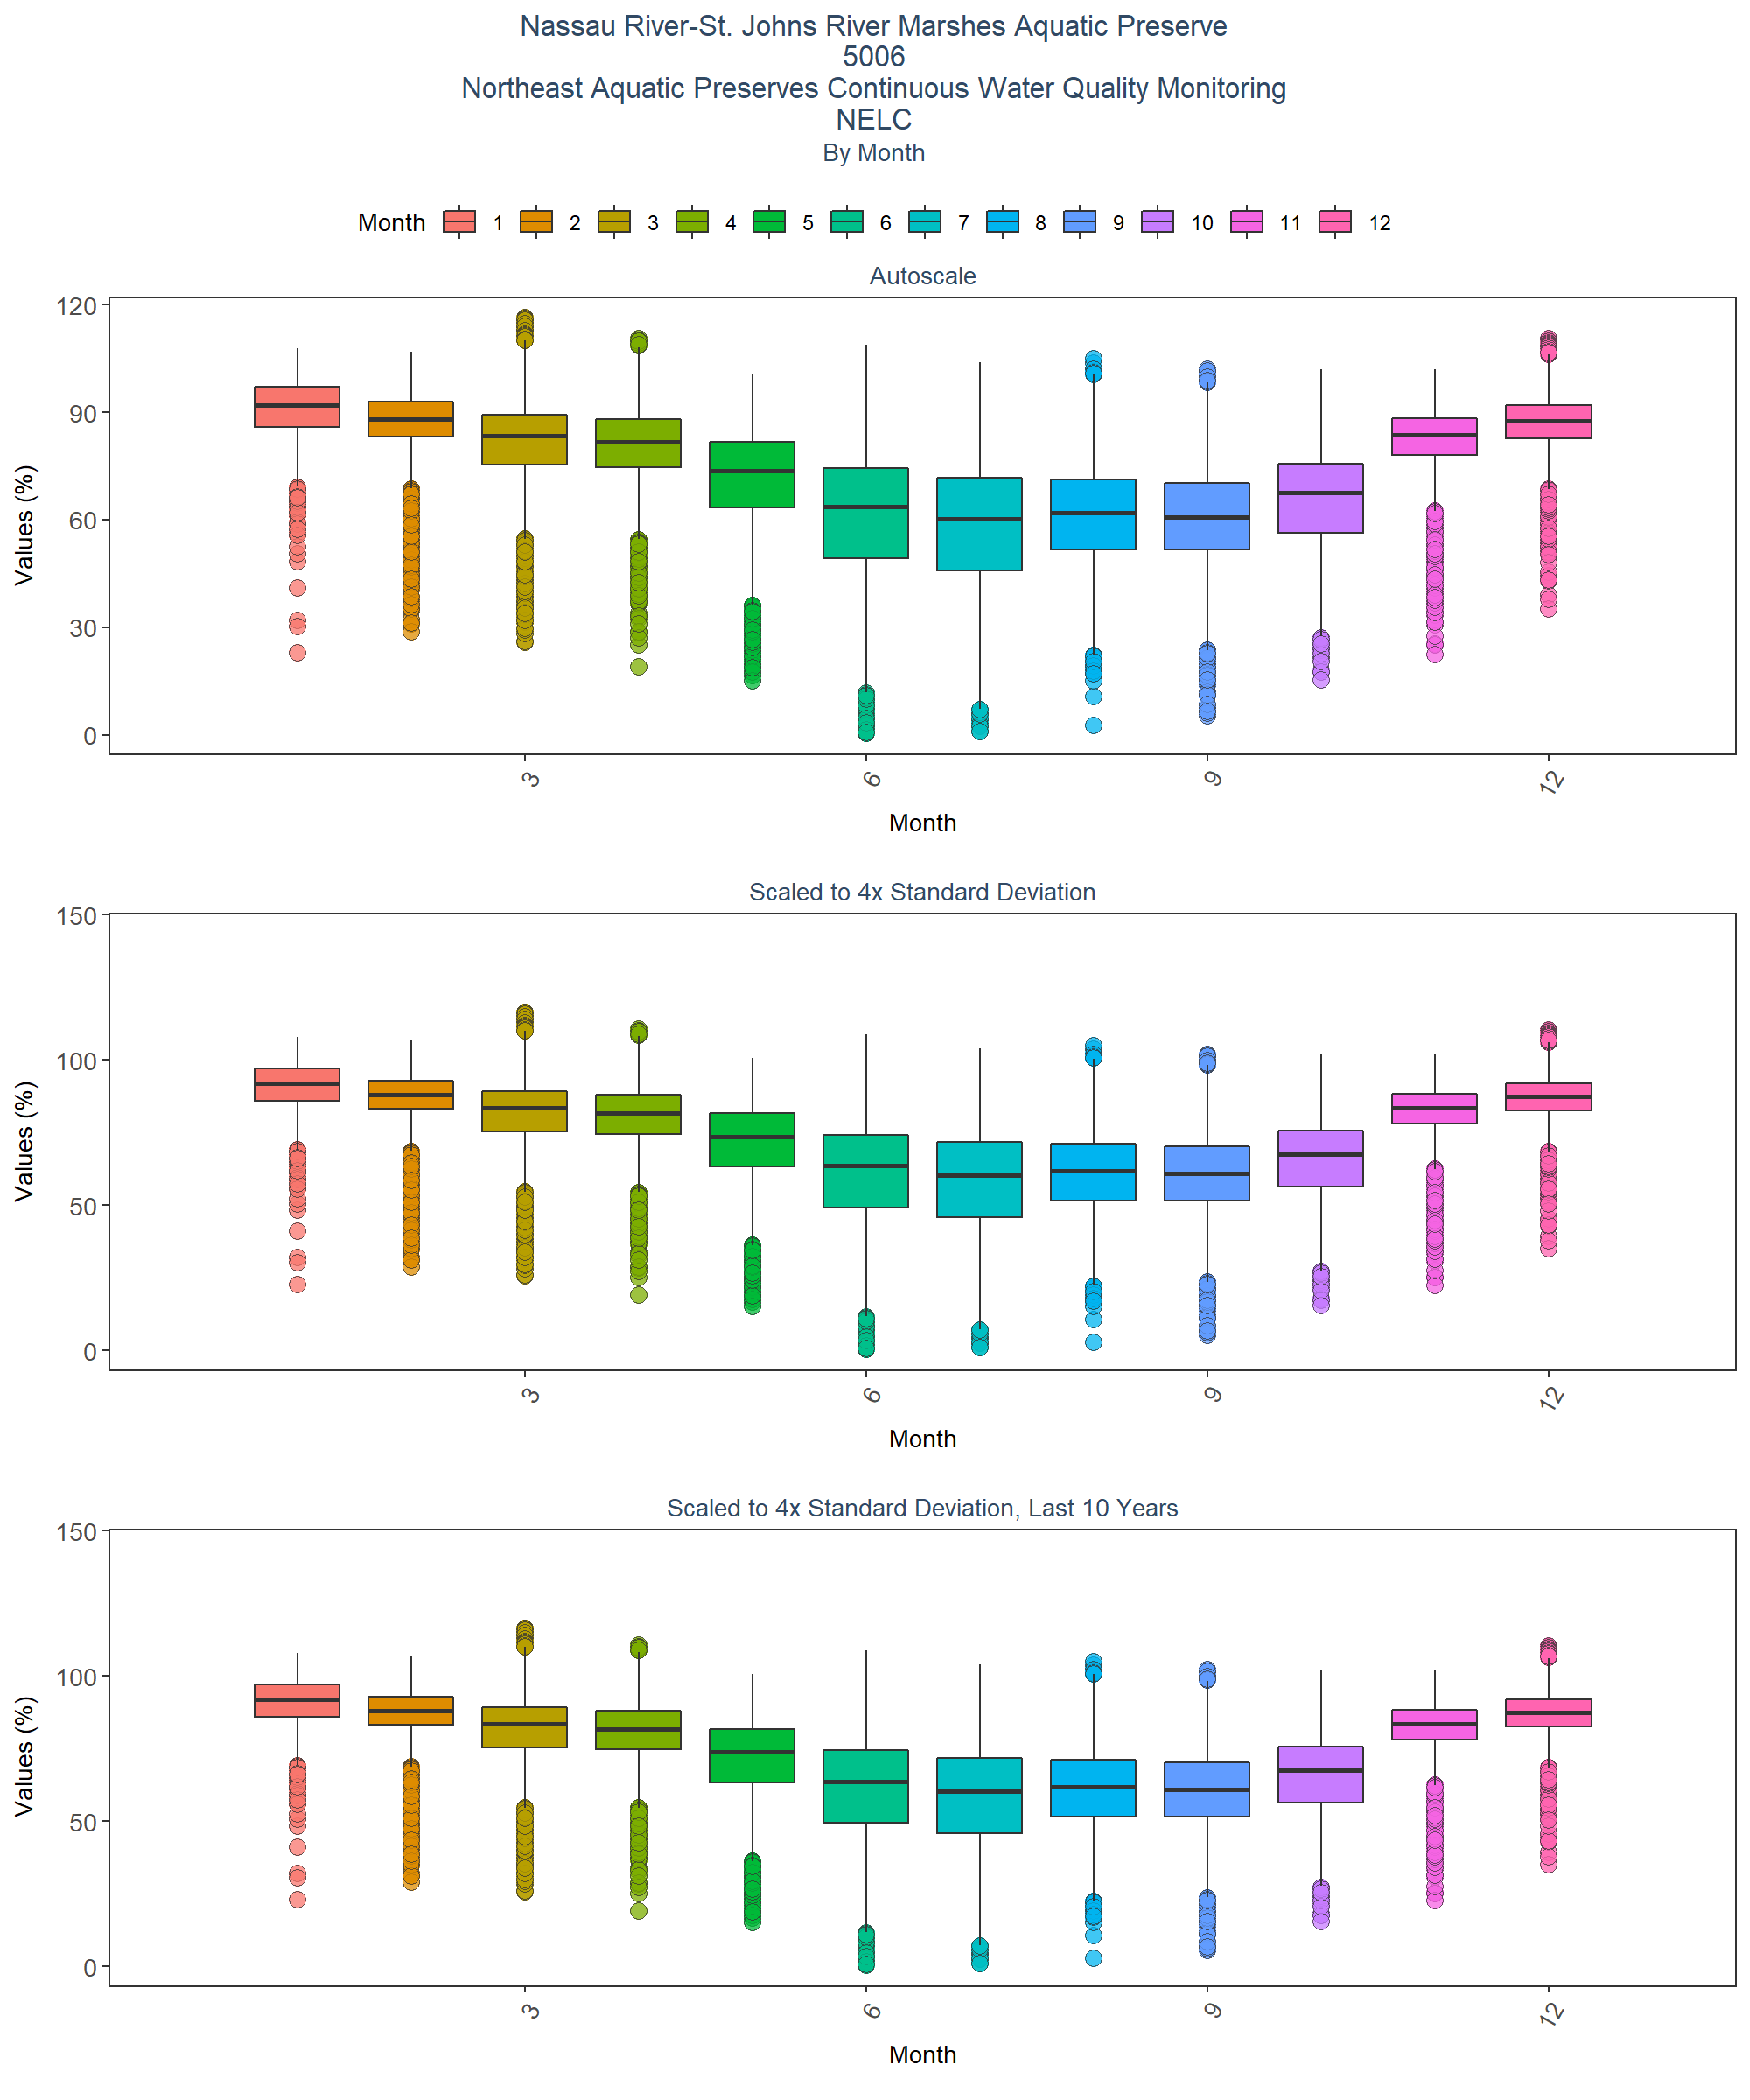 Nassau River-St. Johns River Marshes Aquatic Preserve
5006
Northeast Aquatic Preserves Continuous Water Quality Monitoring
NELC
By Month
Month 1 2 3 4 5 6 7 8 9 10 11 12
Autoscale
Values (%)
120
90
60
30
0
3 6 9 12
Month
Scaled to 4x Standard Deviation
Values (%)
150
100
50
0
3 6 9 12
Month
Scaled to 4x Standard Deviation, Last 10 Years
Values (%)
150
100
50
0
3 6 9 12
Month